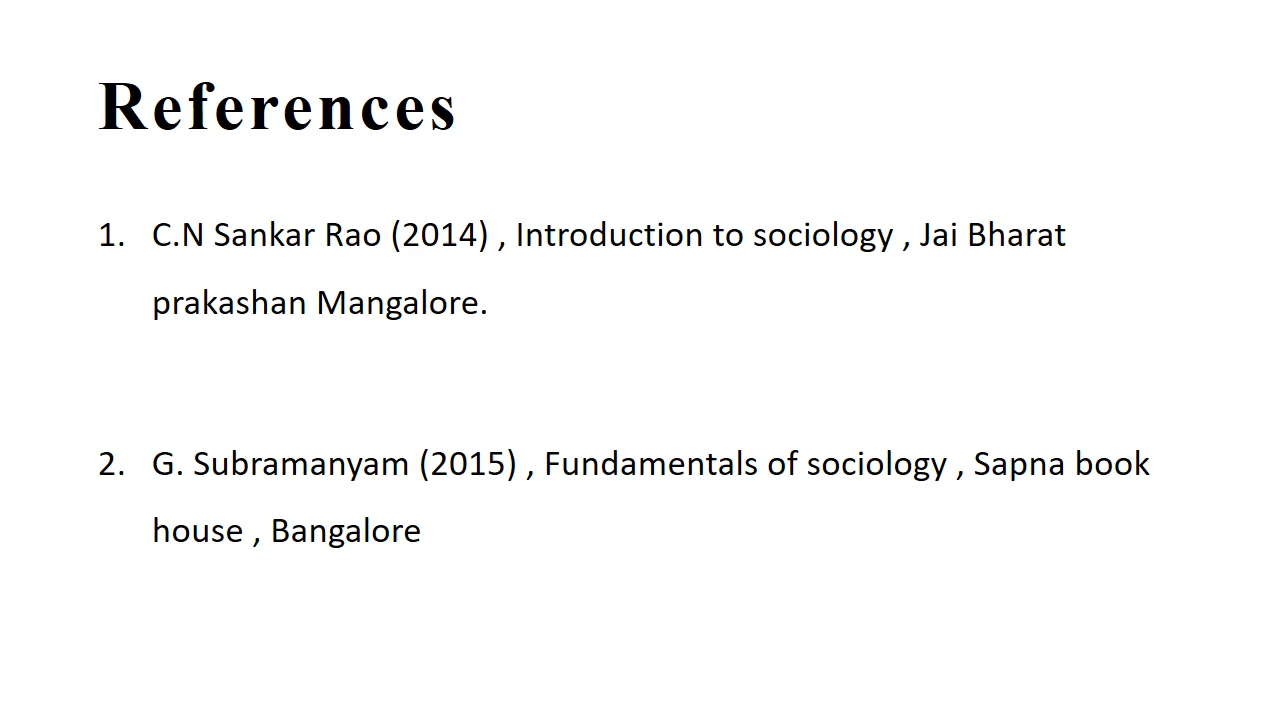 References
1. C.N Sankar Rao (2014) , Introduction to sociology , Jai Bharat
prakashan Mangalore.
2. G. Subramanyam (2015) , Fundamentals of sociology , Sapna book
house , Bangalore